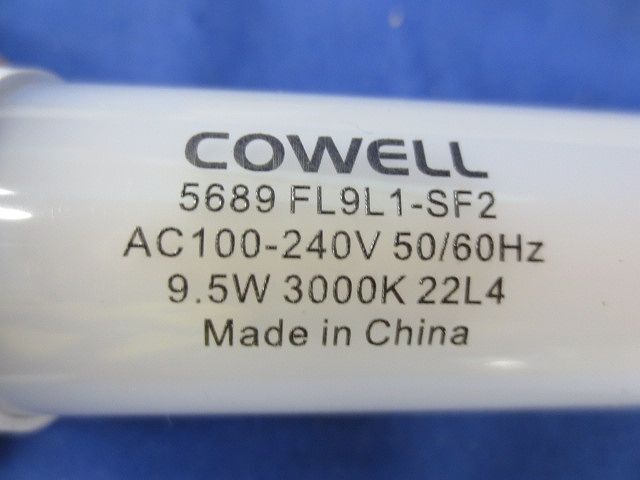 COWELL
5689 FL9L1-SF2
AC100-240V 50/60Hz
9.5W 3000K 22L4
Made in China